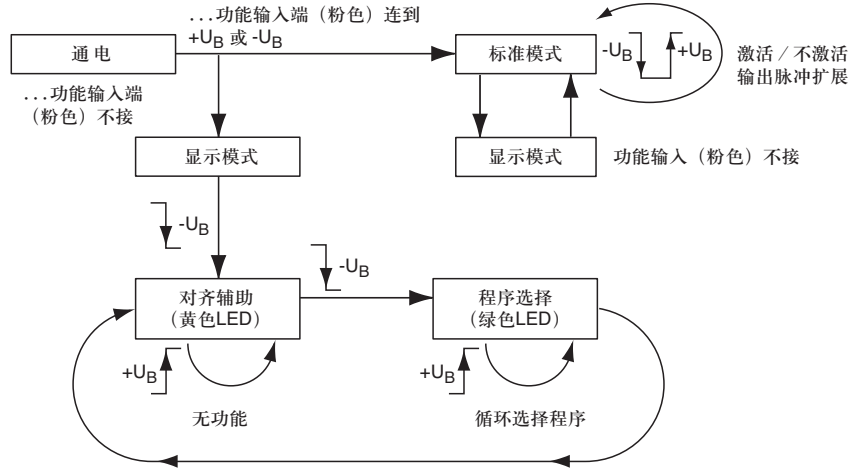 ...功能输入端（粉色）连到
+UB 或 -UB
通电
标准模式
-UB
+UB
激活 / 不激活
输出脉冲扩展
...功能输入端
（粉色）不接
显示模式
显示模式
功能输入（粉色）不接
-UB
-UB
对齐辅助
（黄色LED）
程序选择
（绿色LED）
+UB
+UB
无功能
循环选择程序